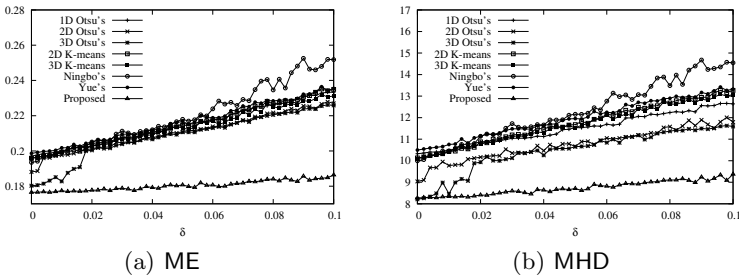 0.28
0.26
0.24
0.22
0.2
0.18
1D Otsu's
2D Otsu's
3D Otsu's
2D K-means
3D K-means
Ningbo's
Yue's
Proposed
0 0.02 0.04 0.06 0.08 0.1
δ
(a) ME
17
16
15
14
13
12
11
10
9
8
1D Otsu's
2D Otsu's
3D Otsu's
2D K-means
3D K-means
Ningbo's
Yue's
Proposed
0 0.02 0.04 0.06 0.08 0.1
δ
(b) MHD